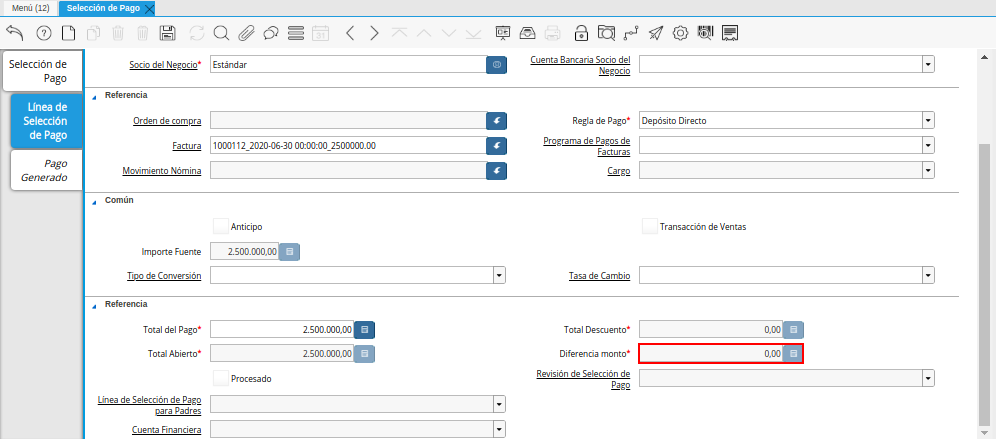 Menú (12)
Selección de Pago
Selección de
Pago
Línea de
Selección
de Pago
Pago
Generado
Socio del Negocio*
Estándar
Cuenta Bancaria Socio del
Negocio
Referencia
Orden de compra
Regla de Pago*
Depósito Directo
Factura
1000112_2020-06-30 00:00:00_2500000.00
Programa de Pagos de
Facturas
Movimiento Nómina
Cargo
Común
Anticipo
Transacción de Ventas
Importe Fuente
2.500.000,00
Tipo de Conversión
Tasa de Cambio
Referencia
Total del Pago*
2.500.000,00
Total Descuento*
0,00
Total Abierto*
2.500.000,00
Diferencia monto*
0,00
Procesado
Revisión de Selección de
Pago
Línea de Selección de Pago
para Padres
Cuenta Financiera